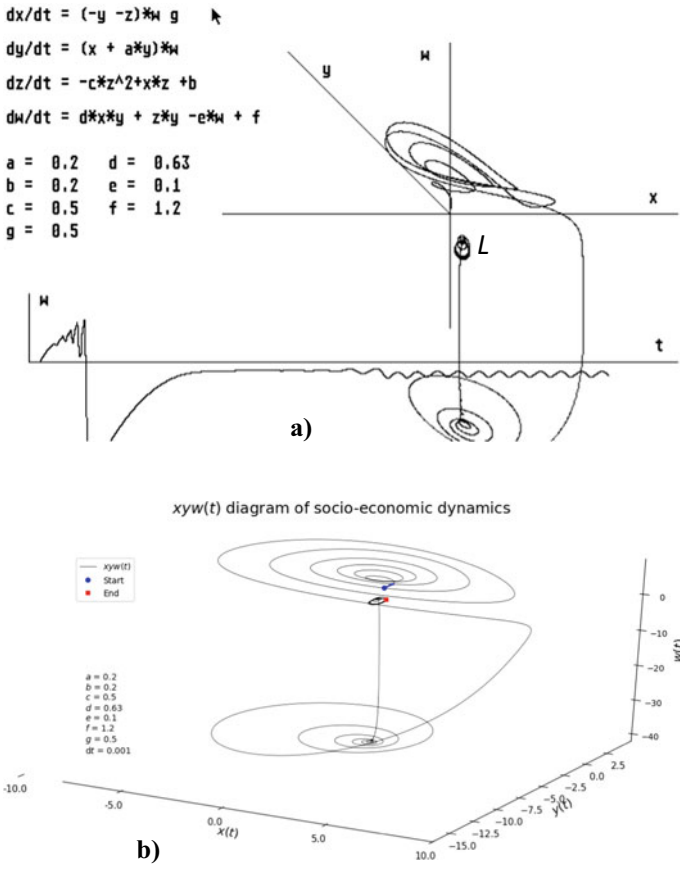 dx/dt = (-y -z)*w g
dy/dt = (x + a*y)*w
dz/dt = -c*z^2+x*z +b
dw/dt = d*x*y + z*y -e*w + f
a = 0.2 d = 0.63
b = 0.2 e = 0.1
c = 0.5 f = 1.2
g = 0.5
y
w
x
L
w
t
a)
xyw(t) diagram of socio-economic dynamics
xyw(t)
Start
End
a = 0.2
b = 0.2
c = 0.5
d = 0.63
e = 0.1
f = 1.2
g = 0.5
dt = 0.001
0
-10
-20
-30
-40
w(t)
2.5
0.0
-2.5
-5.0
-7.5
-10.0
-12.5
-15.0
y(t)
-10.0
-5.0
0.0
5.0
10.0
x(t)
b)